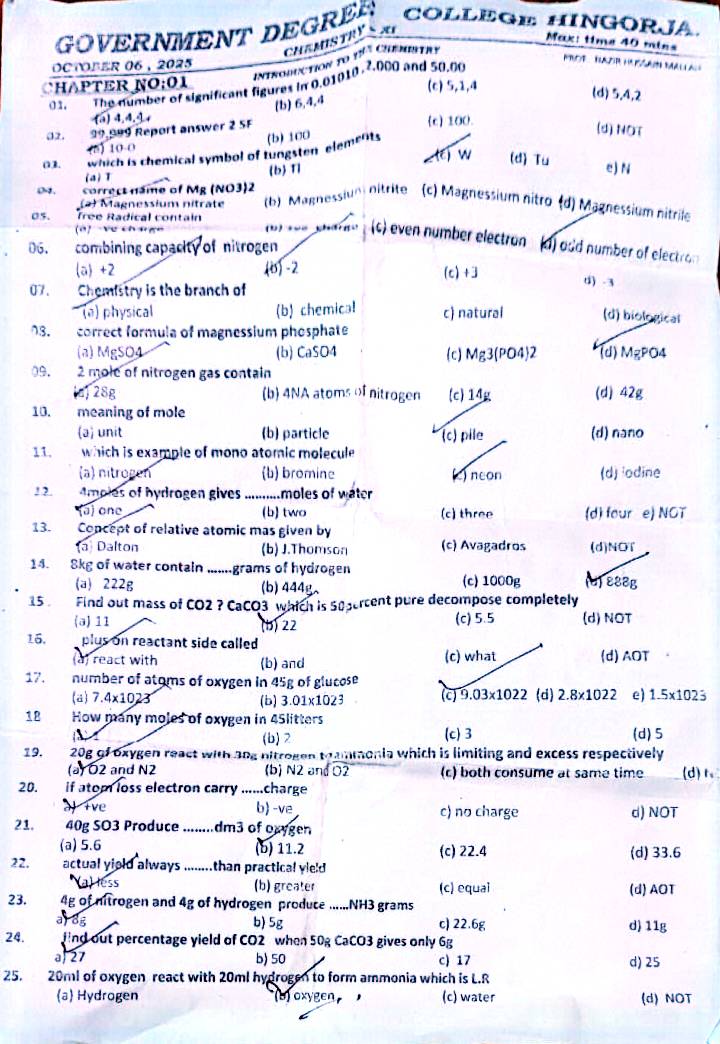 GOVERNMENT DEGREE COLLEGE HINGORJA.
CHEMISTRY - XI
Max: time 40 mins
OCTOBER 06 , 2025
INTRODUCTION TO THE CHEMISTRY
PROF. NAZIR HUSSAIN MALLAH
CHAPTER NO:01
01. The number of significant figures in 0.01010 ,2.000 and 50.00
(a) 4,4,4, (b) 6,4,4 (c) 5,1,4 (d) 5,4,2
02. 99.989 Report answer 2 SF
(a) 10-0 (b) 100 (c) 100. (d) NOT
03. which is chemical symbol of tungsten elements
(a) T (b) Tl (c) W (d) Tu e) N
04. correct name of Mg (NO3)2
(a) Magnessium nitrate (b) Magnessiun nitrite (c) Magnessium nitro (d) Magnessium nitrile
05. free Radical contain
(a) -ve charge (b) +ve charge (c) even number electron (d) odd number of electron
06. combining capacity of nitrogen
(a) +2 (b) -2 (c) +3 d) -3
07. Chemistry is the branch of
(a) physical (b) chemical c) natural (d) biological
08. correct formula of magnessium phosphate
(a) MgSO4 (b) CaSO4 (c) Mg3(PO4)2 (d) MgPO4
09. 2 mole of nitrogen gas contain
(a) 28g (b) 4NA atoms of nitrogen (c) 14g (d) 42g
10. meaning of mole
(a) unit (b) particle (c) pile (d) nano
11. which is example of mono atomic molecule
(a) nitrogen (b) bromine (c) neon (d) iodine
12. 4moles of hydrogen gives ..........moles of water
(a) one (b) two (c) three (d) four e) NOT
13. Concept of relative atomic mas given by
(a) Dalton (b) J.Thomson (c) Avagadros (d)NOT
14. 8kg of water contain .......grams of hydrogen
(a) 222g (b) 444g (c) 1000g (d) 888g
15 . Find out mass of CO2 ? CaCO3 which is 50percent pure decompose completely
(a) 11 (b) 22 (c) 5.5 (d) NOT
16. plus on reactant side called
(a) react with (b) and (c) what (d) AOT
17. number of atoms of oxygen in 45g of glucose
(a) 7.4x1023 (b) 3.01x1023 (c) 9.03x1022 (d) 2.8x1022 e) 1.5x1023
18 How many moles of oxygen in 45litters
(a) 1 (b) 2 (c) 3 (d) 5
19. 20g of oxygen react with 30g nitrogen to ammonia which is limiting and excess respectively
(a) O2 and N2 (b) N2 and O2 (c) both consume at same time (d)
20. if atom loss electron carry ......charge
a) +ve b) -ve c) no charge d) NOT
21. 40g SO3 Produce ........dm3 of oxygen
(a) 5.6 (b) 11.2 (c) 22.4 (d) 33.6
22. actual yield always ........than practical yield
(a) less (b) greater (c) equal (d) AOT
23. 4g of nitrogen and 4g of hydrogen produce ......NH3 grams
a) 8g b) 5g c) 22.6g d) 11g
24. find out percentage yield of CO2 when 50g CaCO3 gives only 6g
a) 27 b) 50 c) 17 d) 25
25. 20ml of oxygen react with 20ml hydrogen to form ammonia which is L.R
(a) Hydrogen (b) oxygen, (c) water (d) NOT